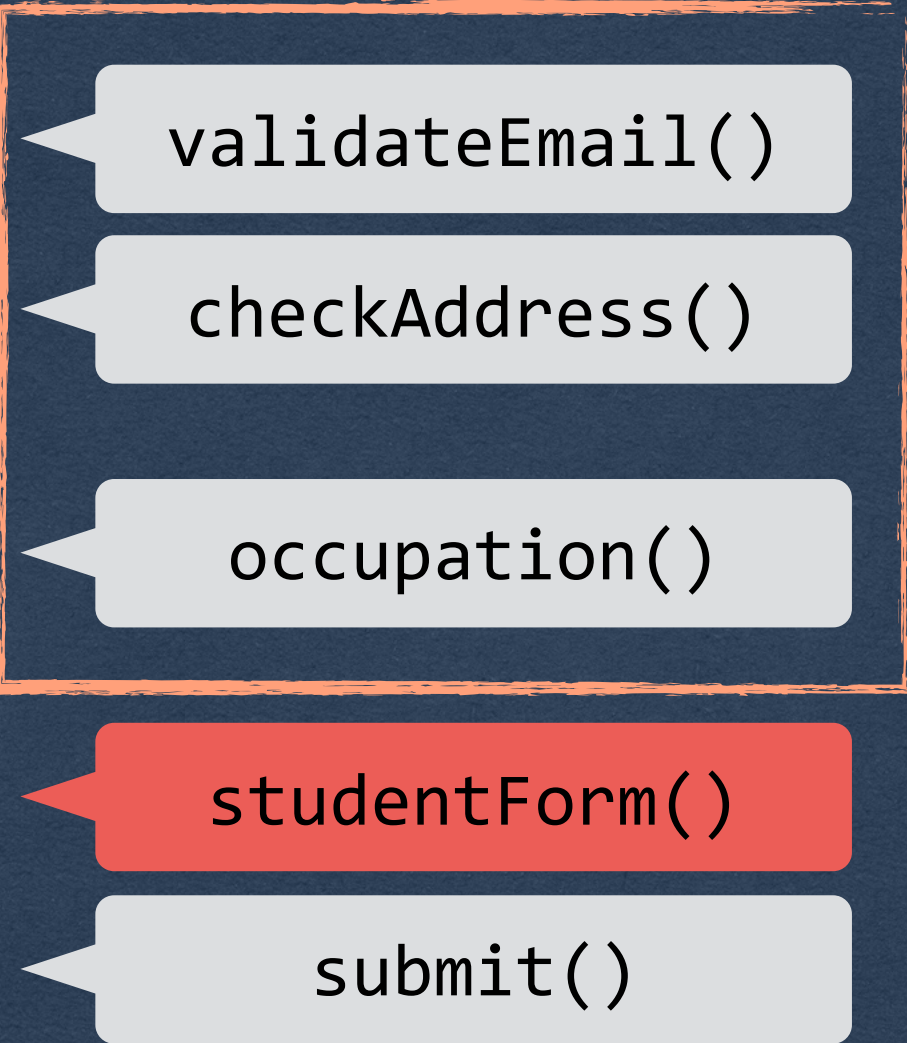 validateEmail()
checkAddress()
occupation()
studentForm()
submit()